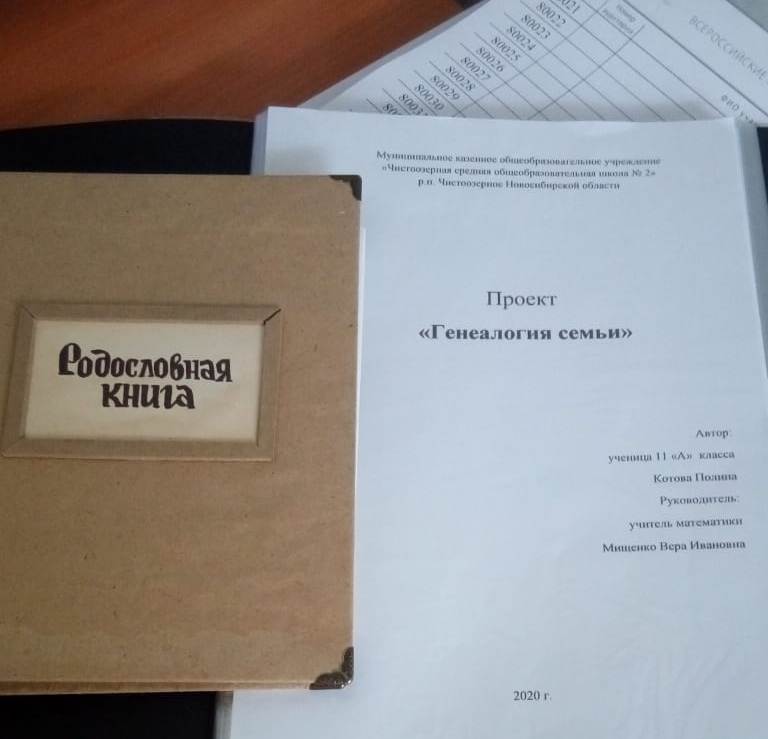 80022
80023
80024
80025
80026
80027
80028
80029
80030
ВСЕРОССИЙСКИЕ
Муниципальное казенное общеобразовательное учреждение
«Чистоозерная средняя общеобразовательная школа № 2»
р.п. Чистоозерное Новосибирской области
Родословная
книга
Проект
«Генеалогия семьи»
Автор:
ученица 11 «А» класса
Котова Полина
Руководитель:
учитель математики
Мищенко Вера Ивановна
2020 г.